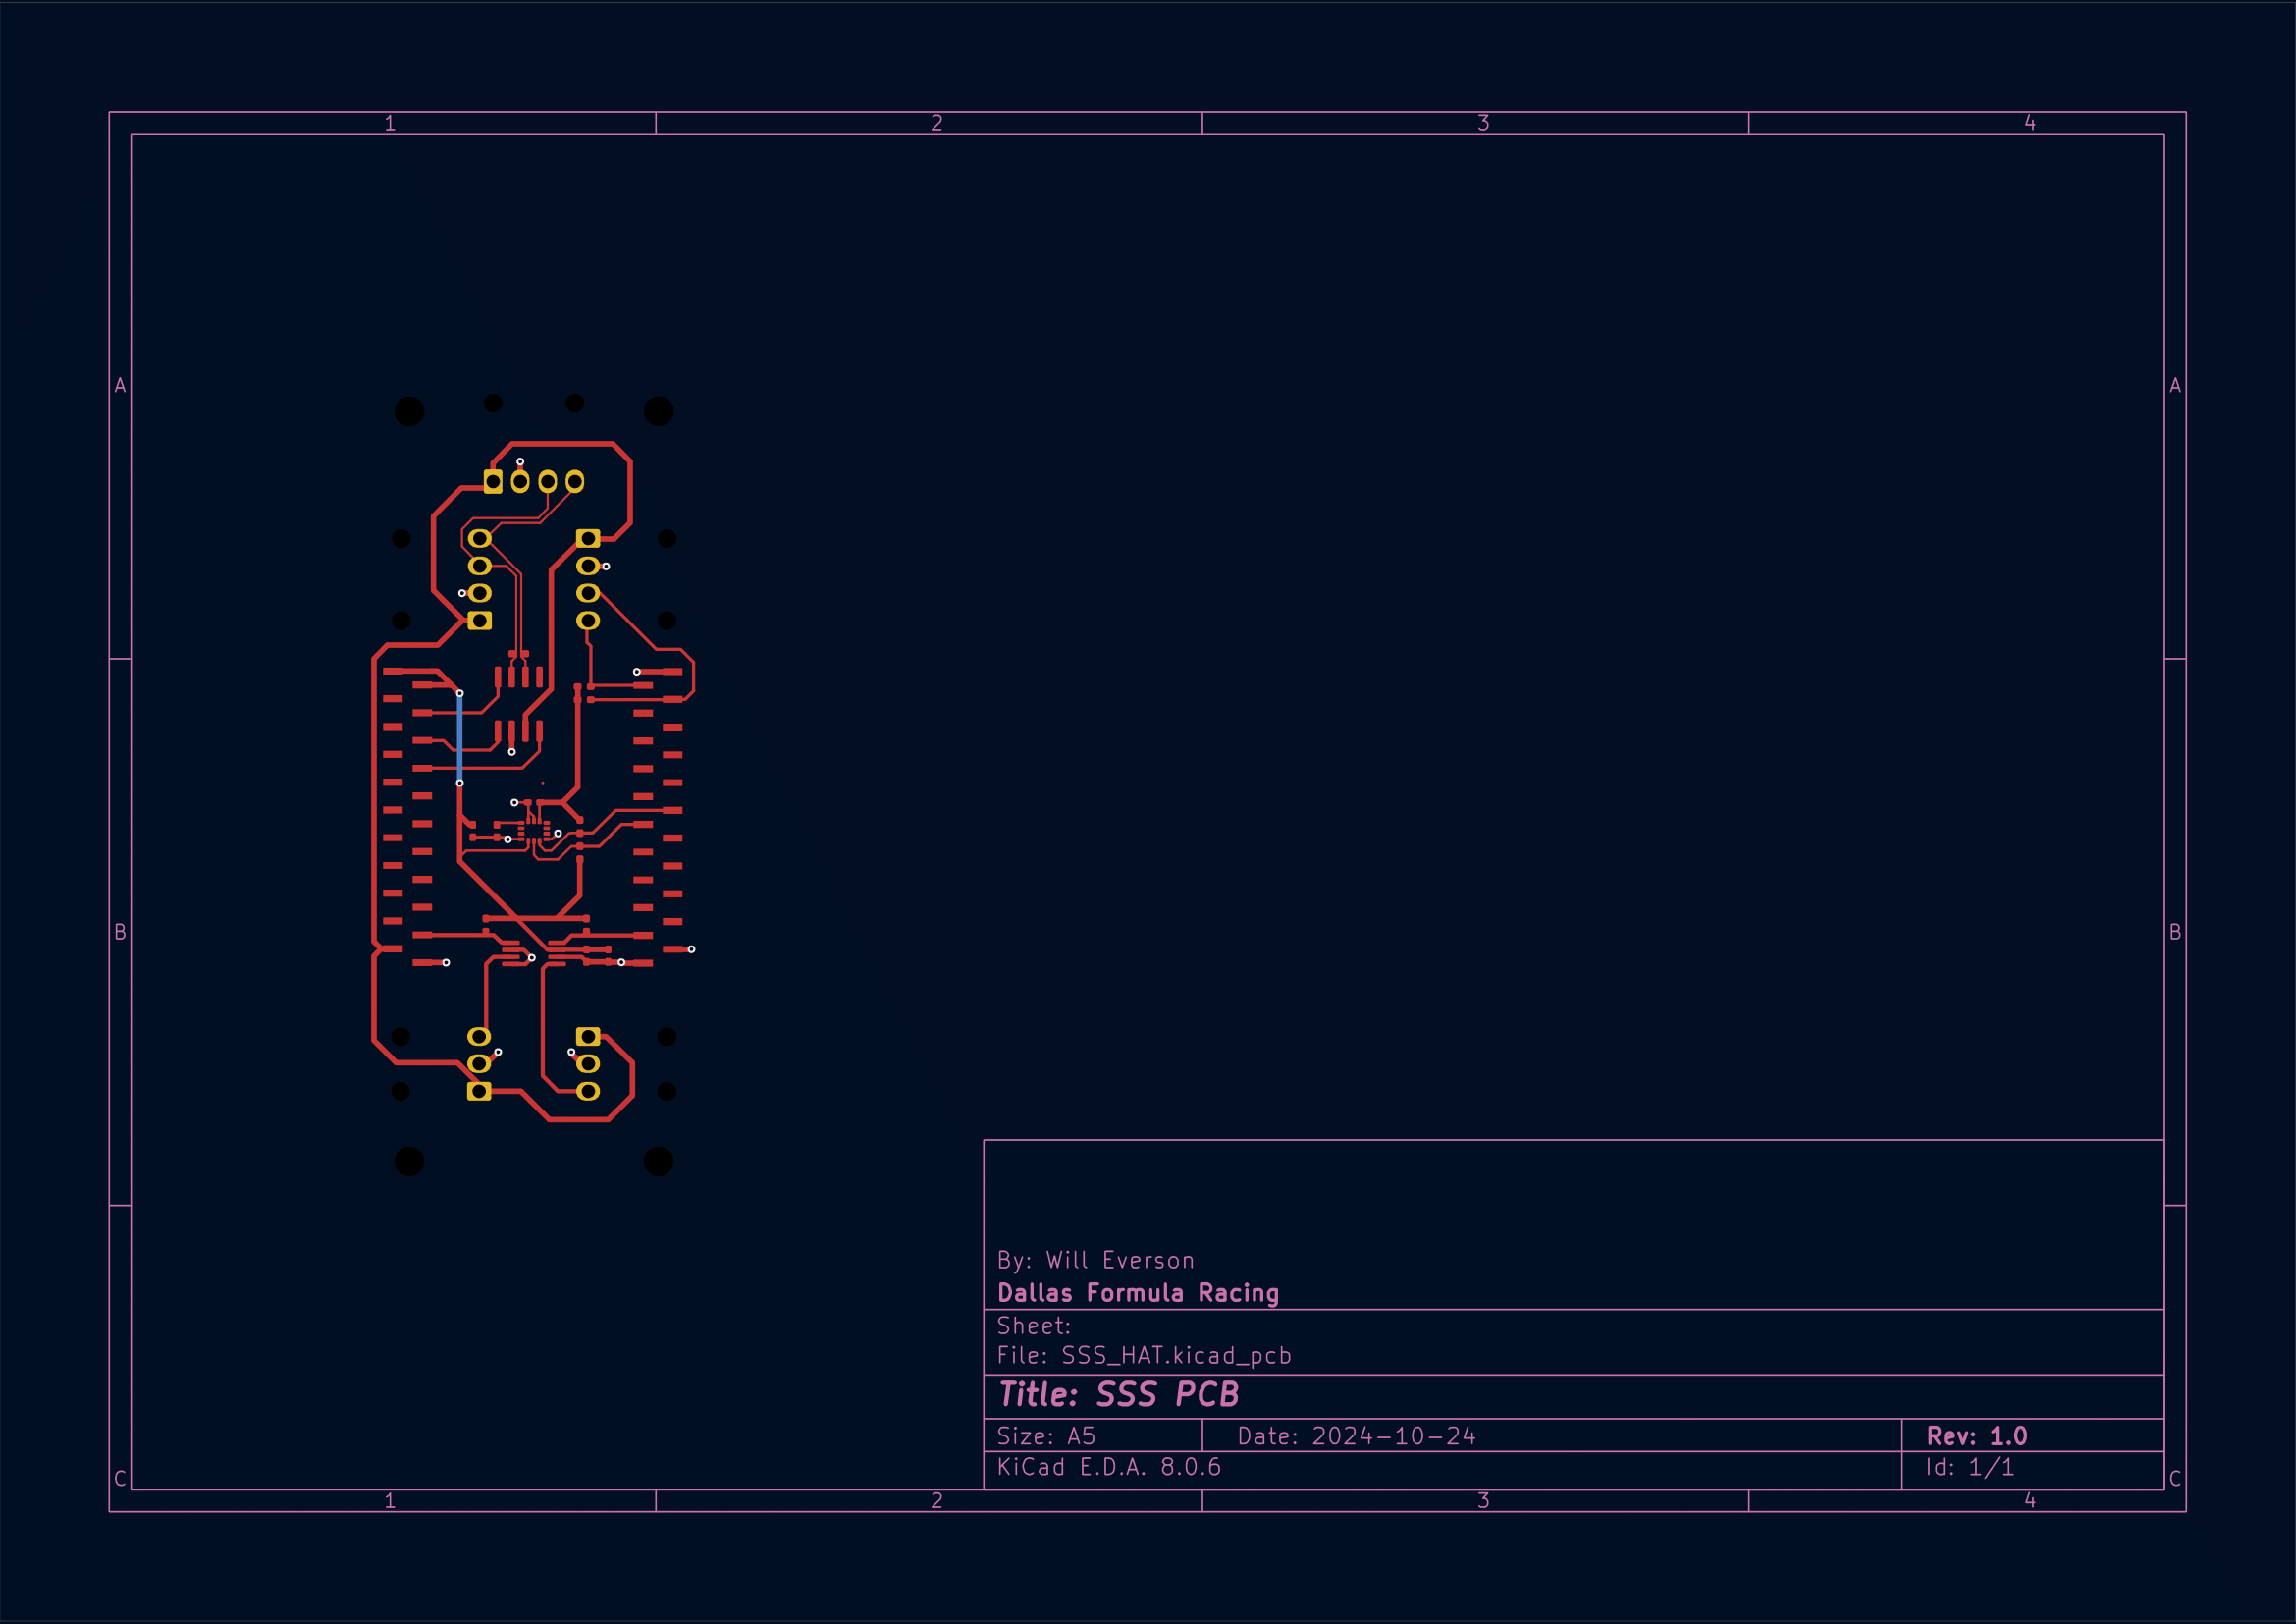 1 2 3 4
A A
B B
C C
By: Will Everson
Dallas Formula Racing
Sheet:
File: SSS_HAT.kicad_pcb
Title: SSS PCB
Size: A5 Date: 2024-10-24 Rev: 1.0
KiCad E.D.A. 8.0.6 Id: 1/1
1 2 3 4